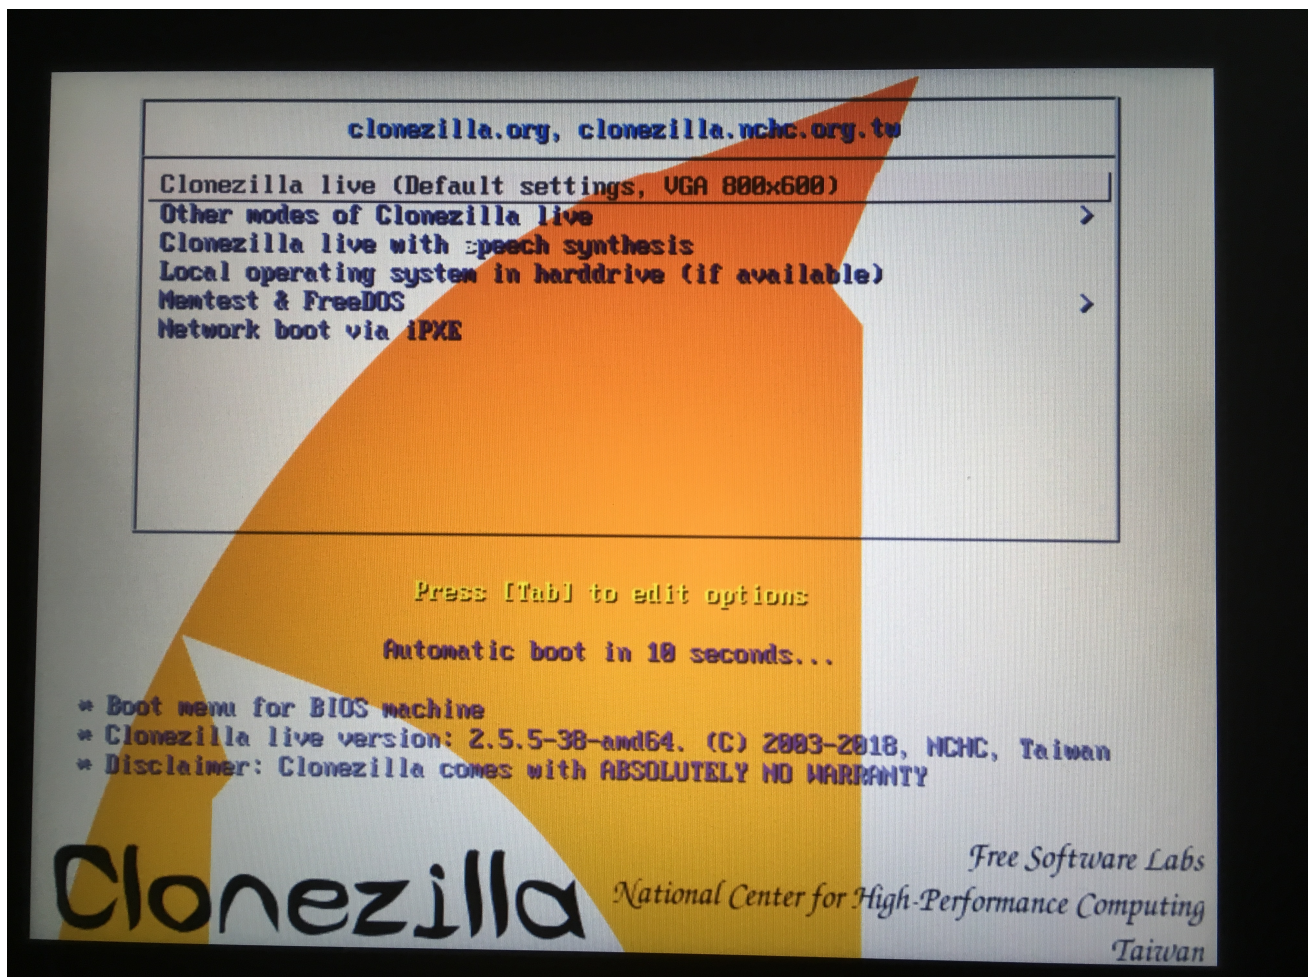 clonezilla.org, clonezilla.nchc.org.tw
Clonezilla live (Default settings, VGA 800x600)
Other modes of Clonezilla live >
Clonezilla live with speech synthesis
Local operating system in harddrive (if available)
Memtest & FreeDOS >
Network boot via iPXE
Press [Tab] to edit options
Automatic boot in 10 seconds...
* Boot menu for BIOS machine
* Clonezilla live version: 2.5.5-38-amd64. (C) 2003-2018, NCHC, Taiwan
* Disclaimer: Clonezilla comes with ABSOLUTELY NO WARRANTY
Clonezilla
Free Software Labs
National Center for High-Performance Computing
Taiwan